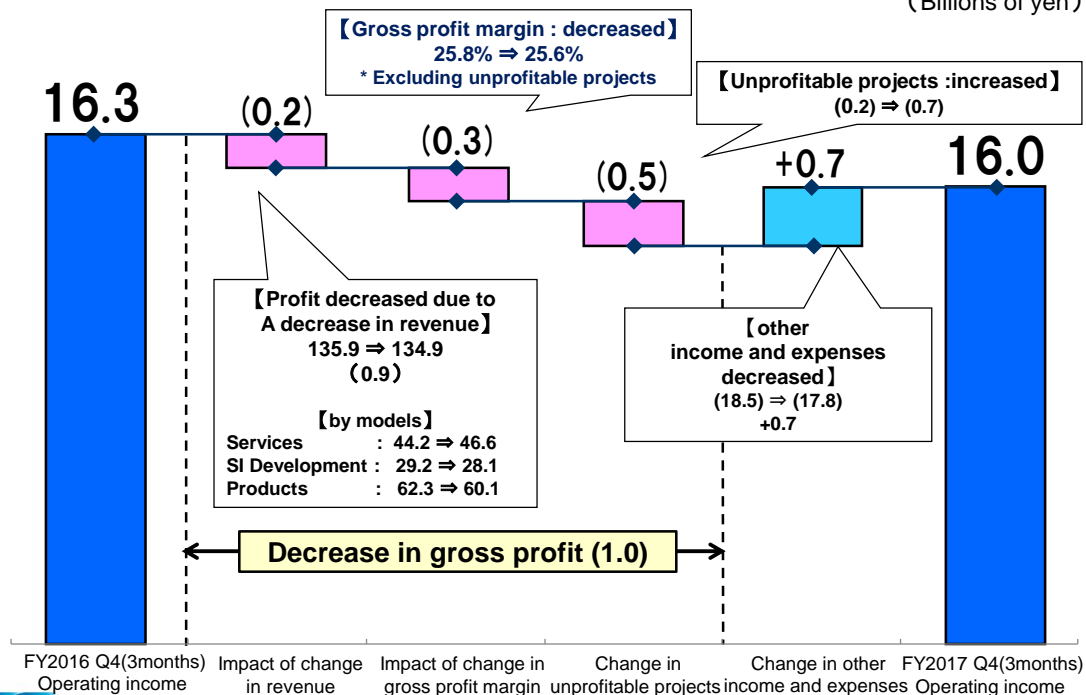 （Billions of yen）
【Gross profit margin : decreased】
25.8% ⇒ 25.6%
* Excluding unprofitable projects
【Unprofitable projects :increased】
(0.2) ⇒ (0.7)
16.3
(0.2)
(0.3)
(0.5)
+0.7
16.0
【Profit decreased due to
A decrease in revenue】
135.9 ⇒ 134.9
（0.9）
【by models】
Services : 44.2 ⇒ 46.6
SI Development : 29.2 ⇒ 28.1
Products : 62.3 ⇒ 60.1
【other
income and expenses
decreased】
(18.5) ⇒ (17.8)
+0.7
Decrease in gross profit (1.0)
FY2016 Q4(3months)
Operating income
Impact of change
in revenue
Impact of change in
gross profit margin
Change in
unprofitable projects
Change in other
income and expenses
FY2017 Q4(3months)
Operating income